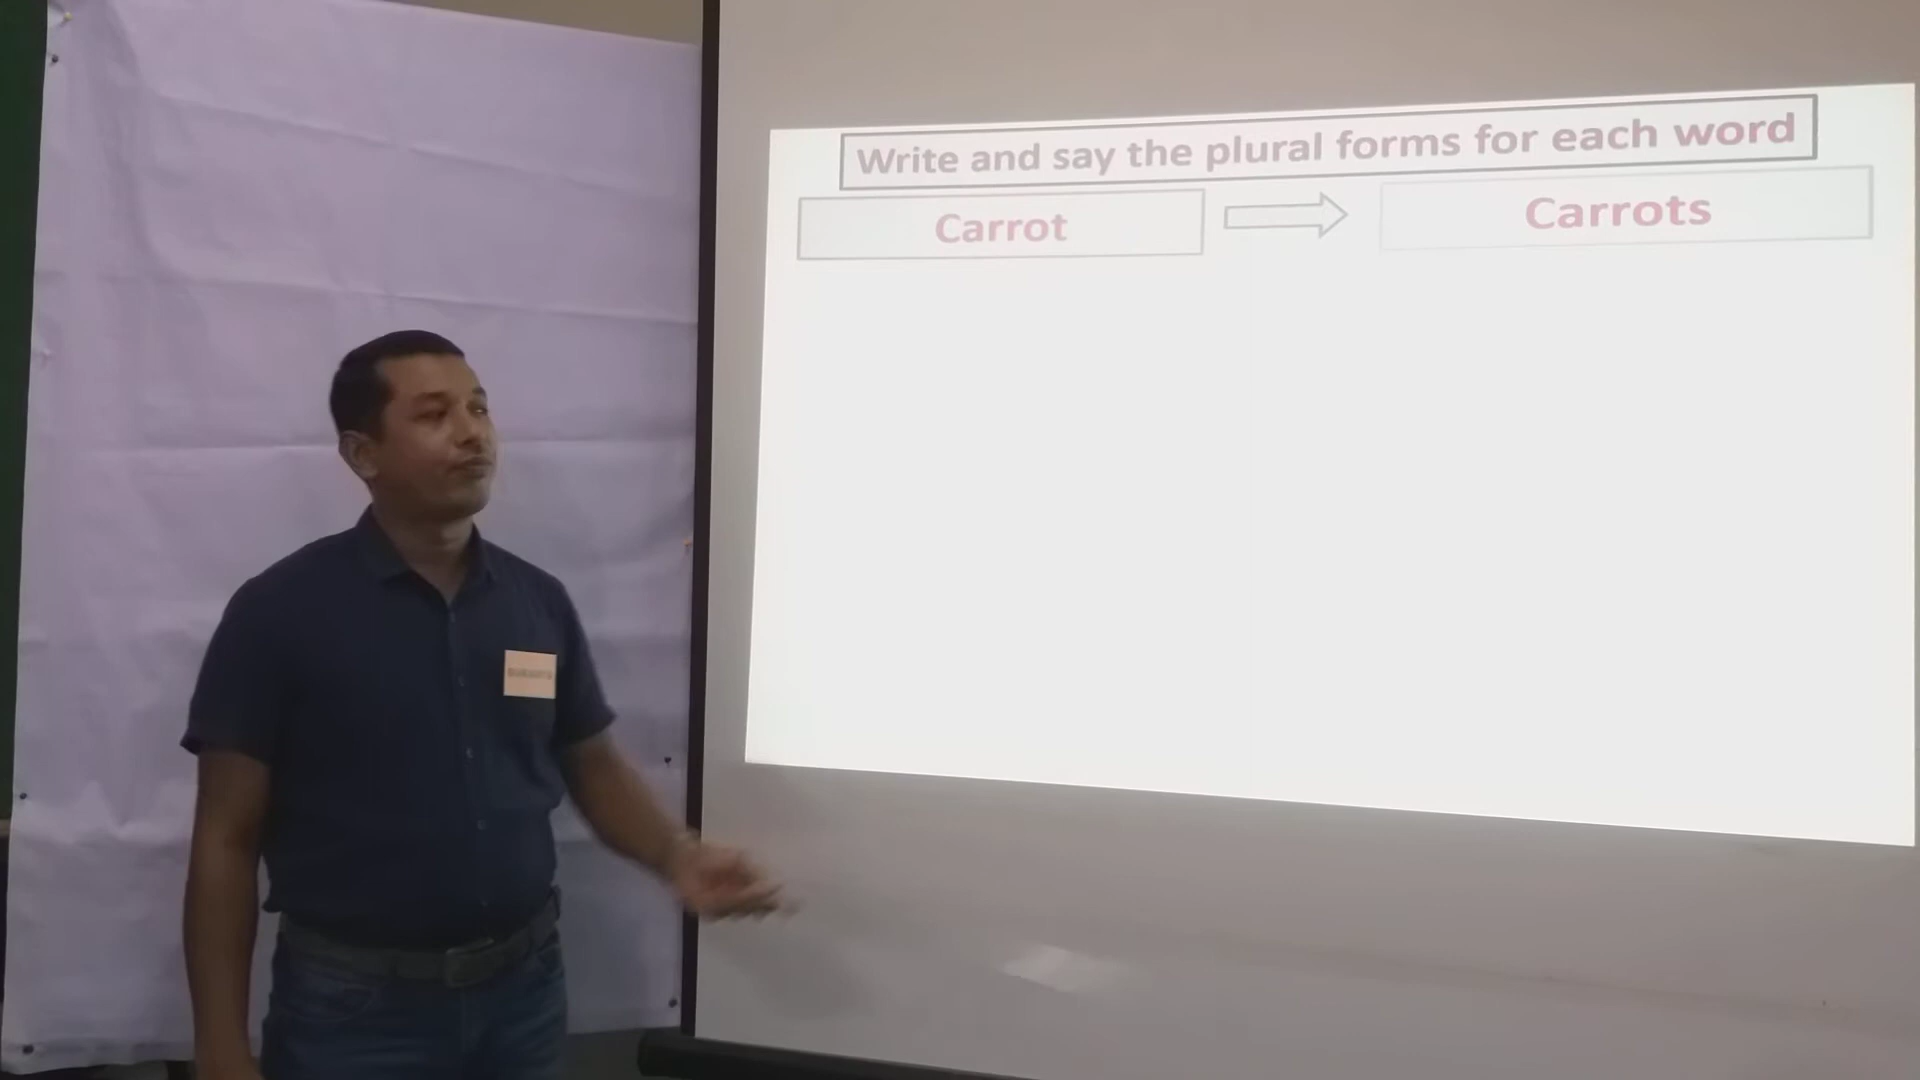 Write and say the plural forms for each word
Carrot
Carrots